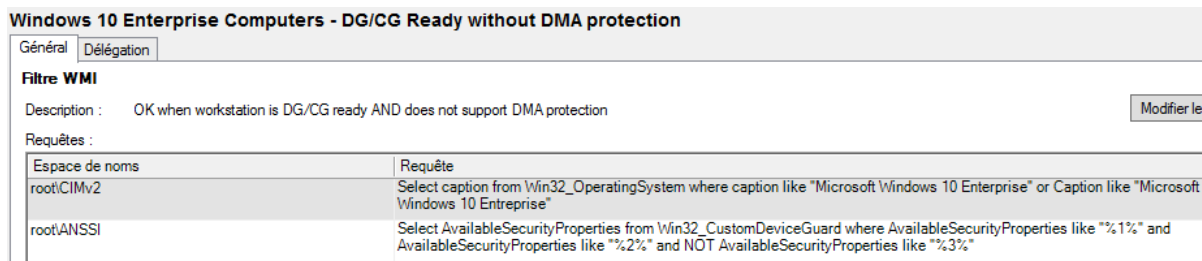 Windows 10 Enterprise Computers - DG/CG Ready without DMA protection
Général Délégation
Filtre WMI
Description : OK when workstation is DG/CG ready AND does not support DMA protection Modifier le
Requêtes :
Espace de noms Requête
root\CIMv2 Select caption from Win32_OperatingSystem where caption like "Microsoft Windows 10 Enterprise" or Caption like "Microsoft
Windows 10 Entreprise"
root\ANSSI Select AvailableSecurityProperties from Win32_CustomDeviceGuard where AvailableSecurityProperties like "%1%" and
AvailableSecurityProperties like "%2%" and NOT AvailableSecurityProperties like "%3%"